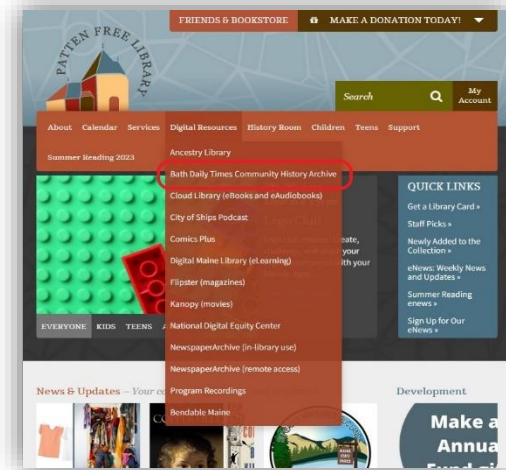 FRIENDS & BOOKSTORE
MAKE A DONATION TODAY!
PATTEN FREE LIBRARY
Search
My
Account
About Calendar Services Digital Resources History Room Children Teens Support
Summer Reading 2023
Ancestry Library
Bath Daily Times Community History Archive
Cloud Library (eBooks and eAudiobooks)
City of Ships Podcast
Comics Plus
Digital Maine Library (eLearning)
Flipster (magazines)
Kanopy (movies)
National Digital Equity Center
NewspaperArchive (in-library use)
NewspaperArchive (remote access)
Program Recordings
Bendable Maine
QUICK LINKS
Get a Library Card »
Staff Picks »
Newly Added to the
Collection »
eNews: Weekly News
and Updates »
Summer Reading
enews »
Sign Up for Our
eNews »
EVERYONE KIDS TEENS
News & Updates – Your
Development
Make a
Annua